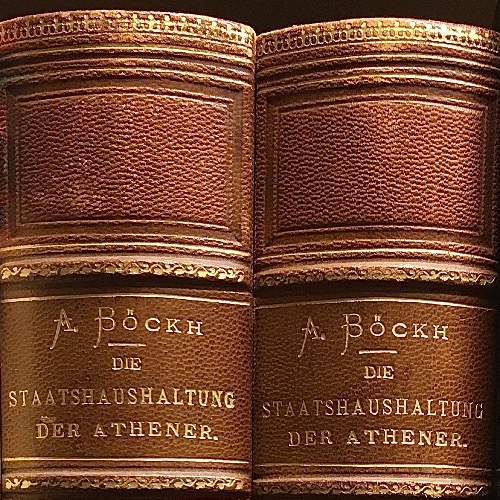 A. BÖCKH
DIE
STAATSHAUSHALTUNG
DER ATHENER.
A. BÖCKH
DIE
STAATSHAUSHALTUNG
DER ATHENER.